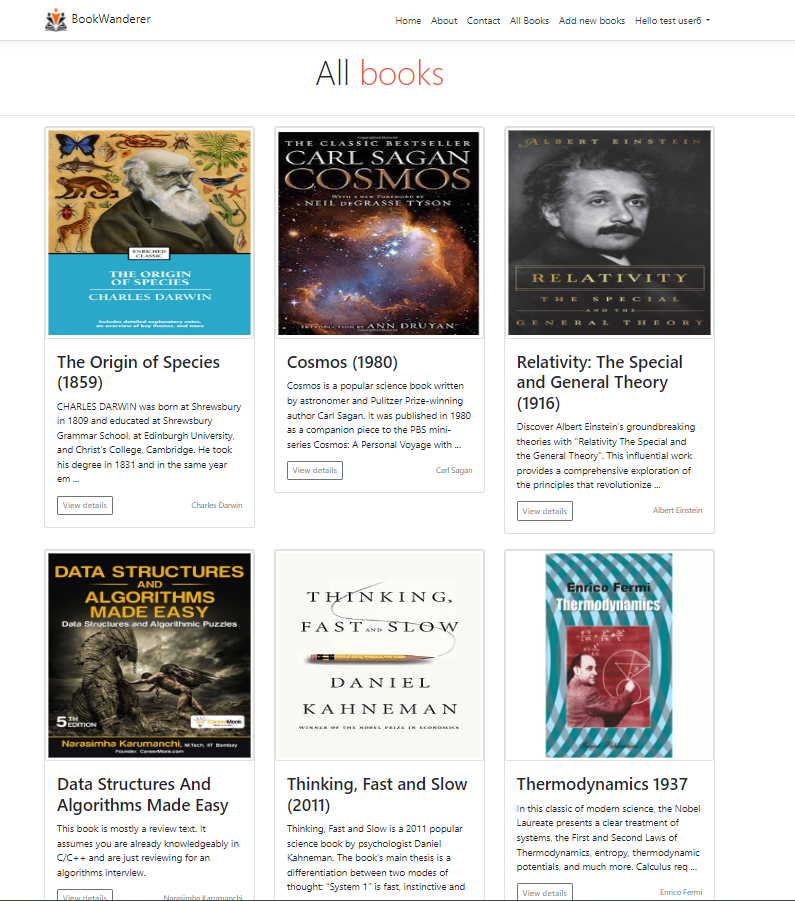 BookWanderer
Home About Contact All Books Add new books Hello test user6
All books
ENRICHED
CLASSIC
THE ORIGIN
OF SPECIES
CHARLES DARWIN
Includes detailed explanatory notes,
an overview of key themes, and more
The Origin of Species
(1859)
CHARLES DARWIN was born at Shrewsbury
in 1809 and educated at Shrewsbury
Grammar School, at Edinburgh University,
and Christ's College, Cambridge. He took
his degree in 1831 and in the same year
em ...
View details
Charles Darwin
THE CLASSIC BESTSELLER
CARL SAGAN
COSMOS
WITH A NEW FOREWORD BY
NEIL DEGRASSE TYSON
INTRODUCTION BY ANN DRUYAN
Cosmos (1980)
Cosmos is a popular science book written
by astronomer and Pulitzer Prize-winning
author Carl Sagan. It was published in 1980
as a companion piece to the PBS mini-
series Cosmos: A Personal Voyage with ...
View details
Carl Sagan
ALBERT EINSTEIN
RELATIVITY
THE SPECIAL
AND THE
GENERAL THEORY
Relativity: The Special
and General Theory
(1916)
Discover Albert Einstein's groundbreaking
theories with "Relativity The Special and
the General Theory". This influential work
provides a comprehensive exploration of
the principles that revolutionize ...
View details
Albert Einstein
DATA STRUCTURES
AND
ALGORITHMS
MADE EASY
Data Structures and Algorithmic Puzzles
5TH
EDITION
CareerMonk
Narasimha Karumanchi, M.Tech, IIT Bombay
Founder, CareerMonk.com
Data Structures And
Algorithms Made Easy
This book is mostly a review text. It
assumes you are already knowledgeably in
C/C++ and are just reviewing for an
algorithms interview.
View details
Narasimha Karumanchi
THINKING,
FAST AND SLOW
DANIEL
KAHNEMAN
WINNER OF THE NOBEL PRIZE IN ECONOMICS
Thinking, Fast and Slow
(2011)
Thinking, Fast and Slow is a 2011 popular
science book by psychologist Daniel
Kahneman. The book's main thesis is a
differentiation between two modes of
thought: "System 1" is fast, instinctive and
Enrico Fermi
Thermodynamics
Thermodynamics 1937
In this classic of modern science, the Nobel
Laureate presents a clear treatment of
systems, the First and Second Laws of
Thermodynamics, entropy, thermodynamic
potentials, and much more. Calculus req ...
View details
Enrico Fermi